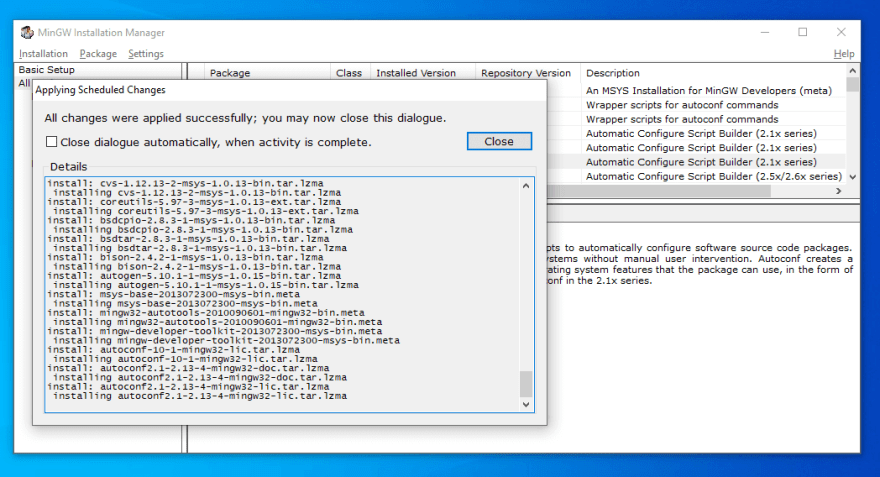 MinGW Installation Manager
Installation Package Settings Help
Basic Setup
All
Package Class Installed Version Repository Version Description
An MSYS Installation for MinGW Developers (meta)
Wrapper scripts for autoconf commands
Wrapper scripts for autoconf commands
Automatic Configure Script Builder (2.1x series)
Automatic Configure Script Builder (2.1x series)
Automatic Configure Script Builder (2.1x series)
Automatic Configure Script Builder (2.5x/2.6x series)
Applying Scheduled Changes
All changes were applied successfully; you may now close this dialogue.
Close dialogue automatically, when activity is complete.
Close
Details
install: cvs-1.12.13-2-msys-1.0.13-bin.tar.lzma
installing cvs-1.12.13-2-msys-1.0.13-bin.tar.lzma
install: coreutils-5.97-3-msys-1.0.13-ext.tar.lzma
installing coreutils-5.97-3-msys-1.0.13-ext.tar.lzma
install: bsdcpio-2.8.3-1-msys-1.0.13-bin.tar.lzma
installing bsdcpio-2.8.3-1-msys-1.0.13-bin.tar.lzma
install: bsdtar-2.8.3-1-msys-1.0.13-bin.tar.lzma
installing bsdtar-2.8.3-1-msys-1.0.13-bin.tar.lzma
install: bison-2.4.2-1-msys-1.0.13-bin.tar.lzma
installing bison-2.4.2-1-msys-1.0.13-bin.tar.lzma
install: autogen-5.10.1-1-msys-1.0.15-bin.tar.lzma
installing autogen-5.10.1-1-msys-1.0.15-bin.tar.lzma
install: msys-base-2013072300-msys-bin.meta
installing msys-base-2013072300-msys-bin.meta
install: mingw32-autotools-2010090601-mingw32-bin.meta
installing mingw32-autotools-2010090601-mingw32-bin.meta
install: mingw-developer-toolkit-2013072300-msys-bin.meta
installing mingw-developer-toolkit-2013072300-msys-bin.meta
install: autoconf-10-1-mingw32-lic.tar.lzma
installing autoconf-10-1-mingw32-lic.tar.lzma
install: autoconf2.1-2.13-4-mingw32-doc.tar.lzma
installing autoconf2.1-2.13-4-mingw32-doc.tar.lzma
install: autoconf2.1-2.13-4-mingw32-lic.tar.lzma
installing autoconf2.1-2.13-4-mingw32-lic.tar.lzma
pts to automatically configure software source code packages.
ystems without manual user intervention. Autoconf creates a
ating system features that the package can use, in the form of
onf in the 2.1x series.